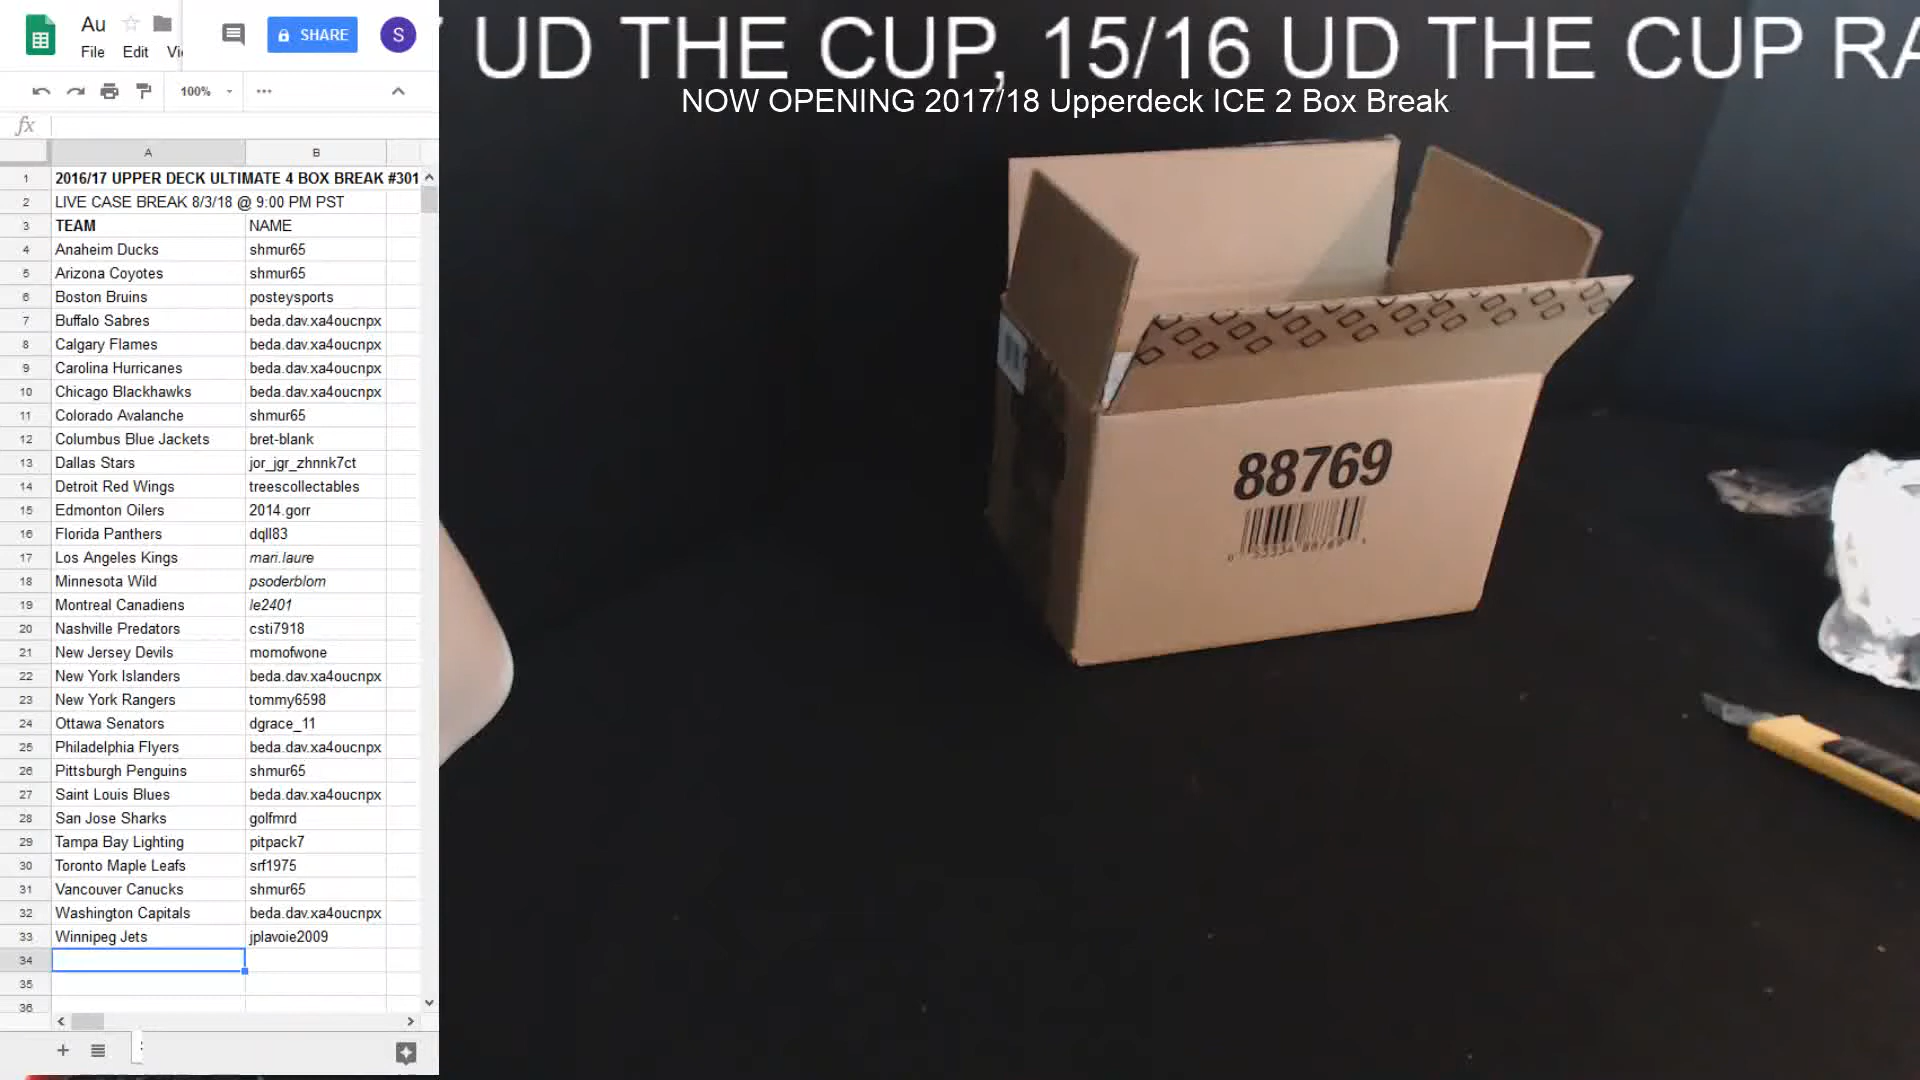 Au
SHARE
S
File Edit
100%
fx
A B
1 2016/17 UPPER DECK ULTIMATE 4 BOX BREAK #301
2 LIVE CASE BREAK 8/3/18 @ 9:00 PM PST
3 TEAM NAME
4 Anaheim Ducks shmur65
5 Arizona Coyotes shmur65
6 Boston Bruins posteysports
7 Buffalo Sabres beda.dav.xa4oucnpx
8 Calgary Flames beda.dav.xa4oucnpx
9 Carolina Hurricanes beda.dav.xa4oucnpx
10 Chicago Blackhawks beda.dav.xa4oucnpx
11 Colorado Avalanche shmur65
12 Columbus Blue Jackets bret-blank
13 Dallas Stars jor_jgr_zhnnk7ct
14 Detroit Red Wings treescollectables
15 Edmonton Oilers 2014.gorr
16 Florida Panthers dqll83
17 Los Angeles Kings mari.laure
18 Minnesota Wild psoderblom
19 Montreal Canadiens le2401
20 Nashville Predators csti7918
21 New Jersey Devils momofwone
22 New York Islanders beda.dav.xa4oucnpx
23 New York Rangers tommy6598
24 Ottawa Senators dgrace_11
25 Philadelphia Flyers beda.dav.xa4oucnpx
26 Pittsburgh Penguins shmur65
27 Saint Louis Blues beda.dav.xa4oucnpx
28 San Jose Sharks golfmrd
29 Tampa Bay Lighting pitpack7
30 Toronto Maple Leafs srf1975
31 Vancouver Canucks shmur65
32 Washington Capitals beda.dav.xa4oucnpx
33 Winnipeg Jets jplavoie2009
34
35
36
UD THE CUP, 15/16 UD THE CUP RA
NOW OPENING 2017/18 Upperdeck ICE 2 Box Break
88769